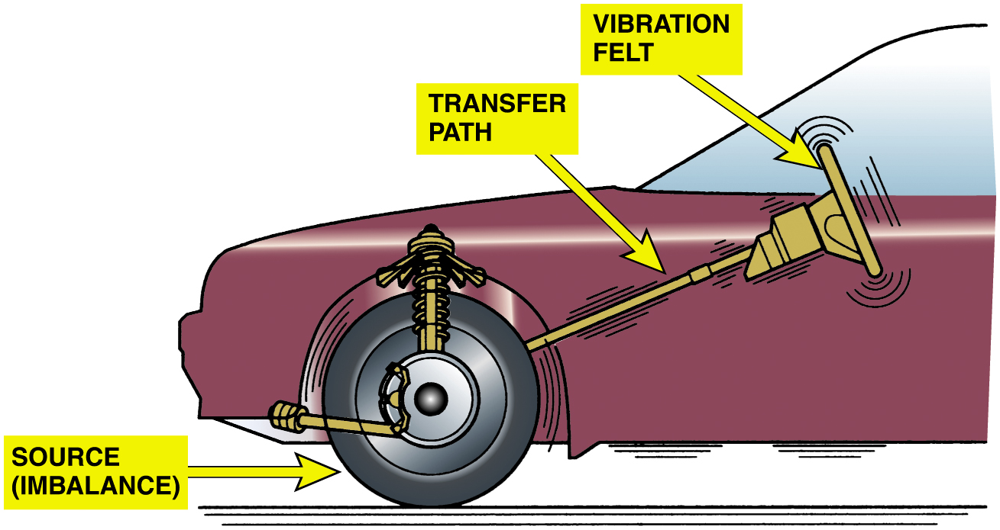 VIBRATION
FELT
TRANSFER
PATH
SOURCE
(IMBALANCE)